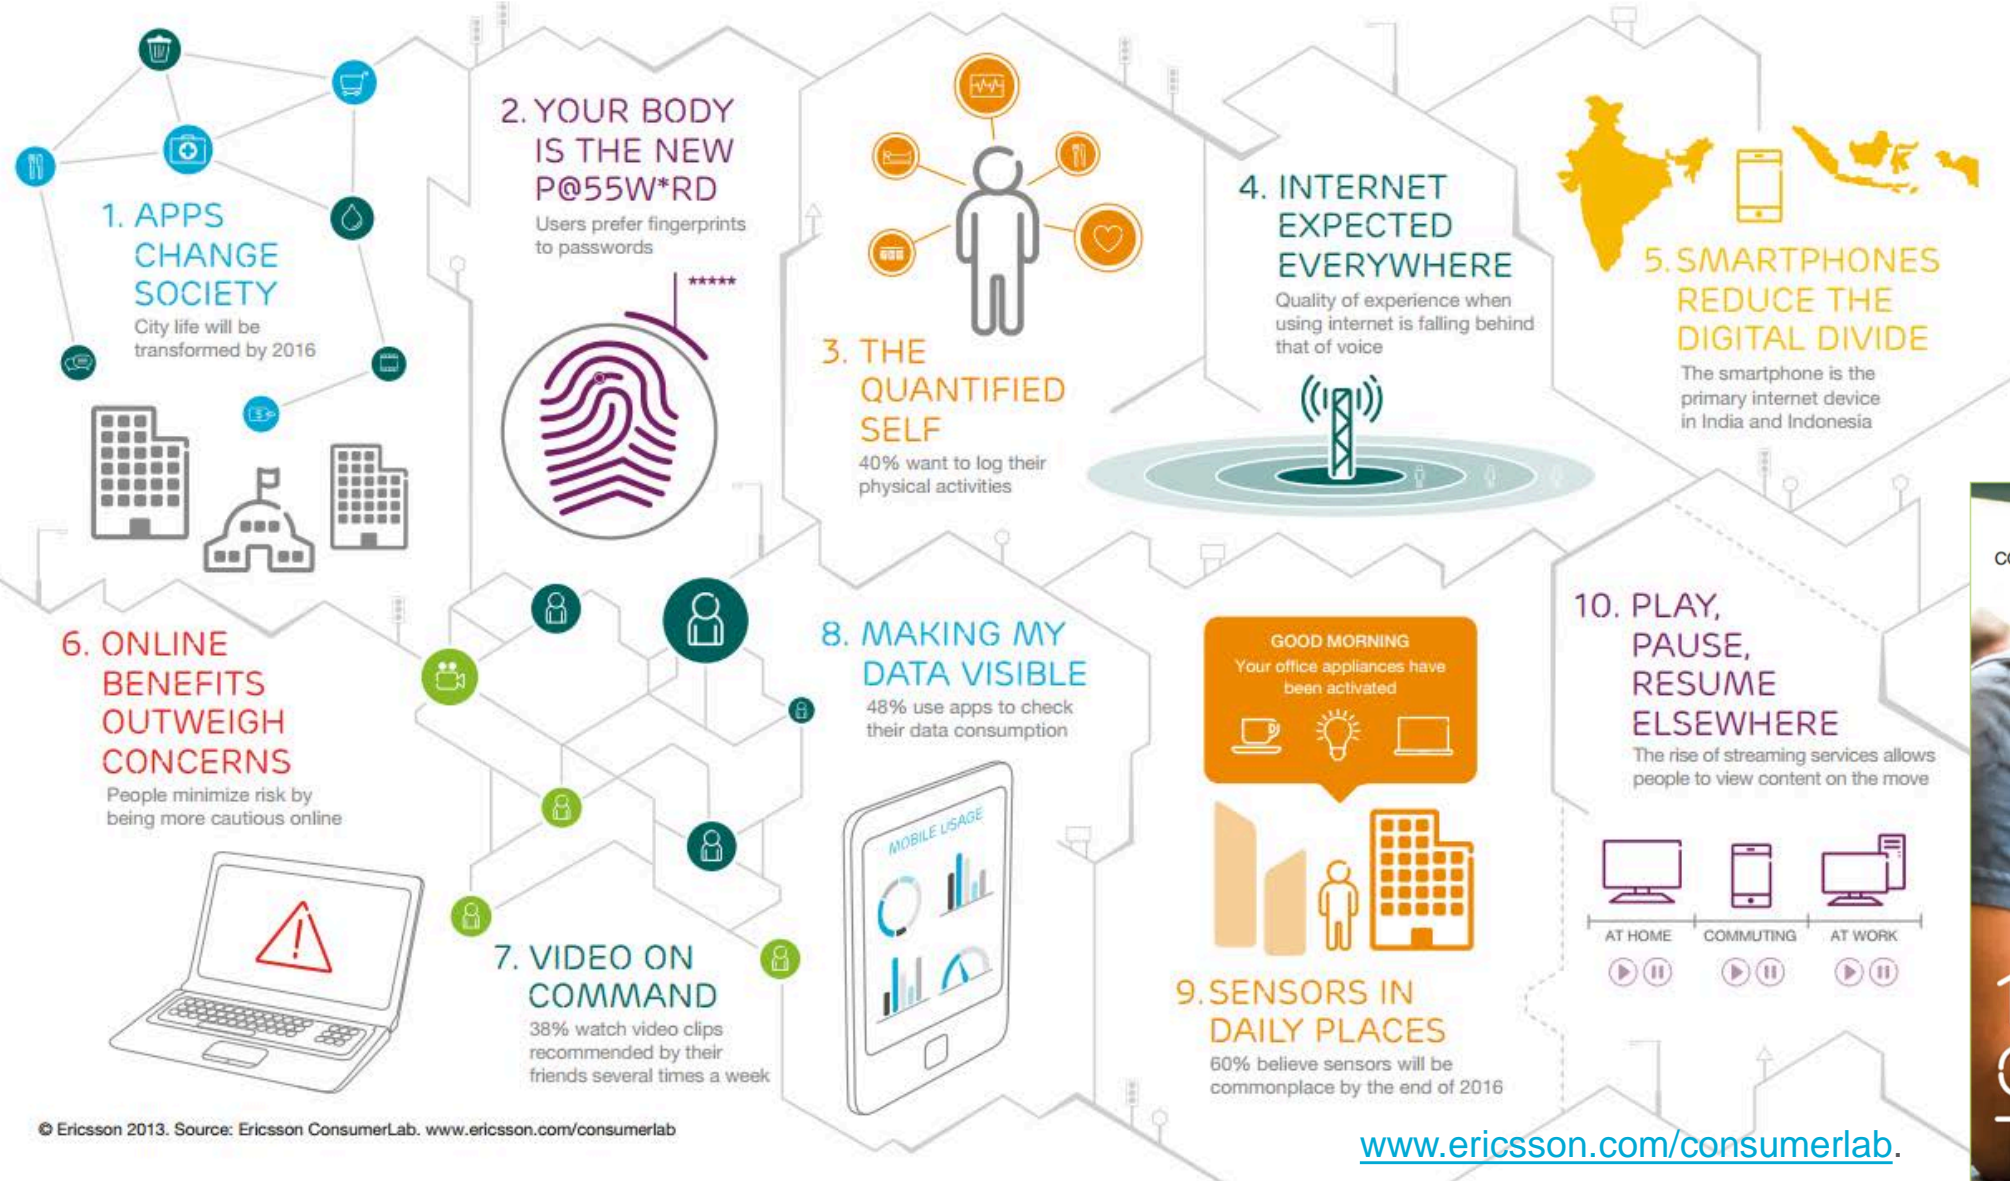 1. APPS
CHANGE
SOCIETY
City life will be
transformed by 2016
2. YOUR BODY
IS THE NEW
P@55W*RD
Users prefer fingerprints
to passwords
*****
3. THE
QUANTIFIED
SELF
40% want to log their
physical activities
4. INTERNET
EXPECTED
EVERYWHERE
Quality of experience when
using internet is falling behind
that of voice
5. SMARTPHONES
REDUCE THE
DIGITAL DIVIDE
The smartphone is the
primary internet device
in India and Indonesia
6. ONLINE
BENEFITS
OUTWEIGH
CONCERNS
People minimize risk by
being more cautious online
7. VIDEO ON
COMMAND
38% watch video clips
recommended by their
friends several times a week
8. MAKING MY
DATA VISIBLE
48% use apps to check
their data consumption
MOBILE USAGE
GOOD MORNING
Your office appliances have
been activated
9. SENSORS IN
DAILY PLACES
60% believe sensors will be
commonplace by the end of 2016
10. PLAY,
PAUSE,
RESUME
ELSEWHERE
The rise of streaming services allows
people to view content on the move
AT HOME
COMMUTING
AT WORK
© Ericsson 2013. Source: Ericsson ConsumerLab. www.ericsson.com/consumerlab
www.ericsson.com/consumerlab.